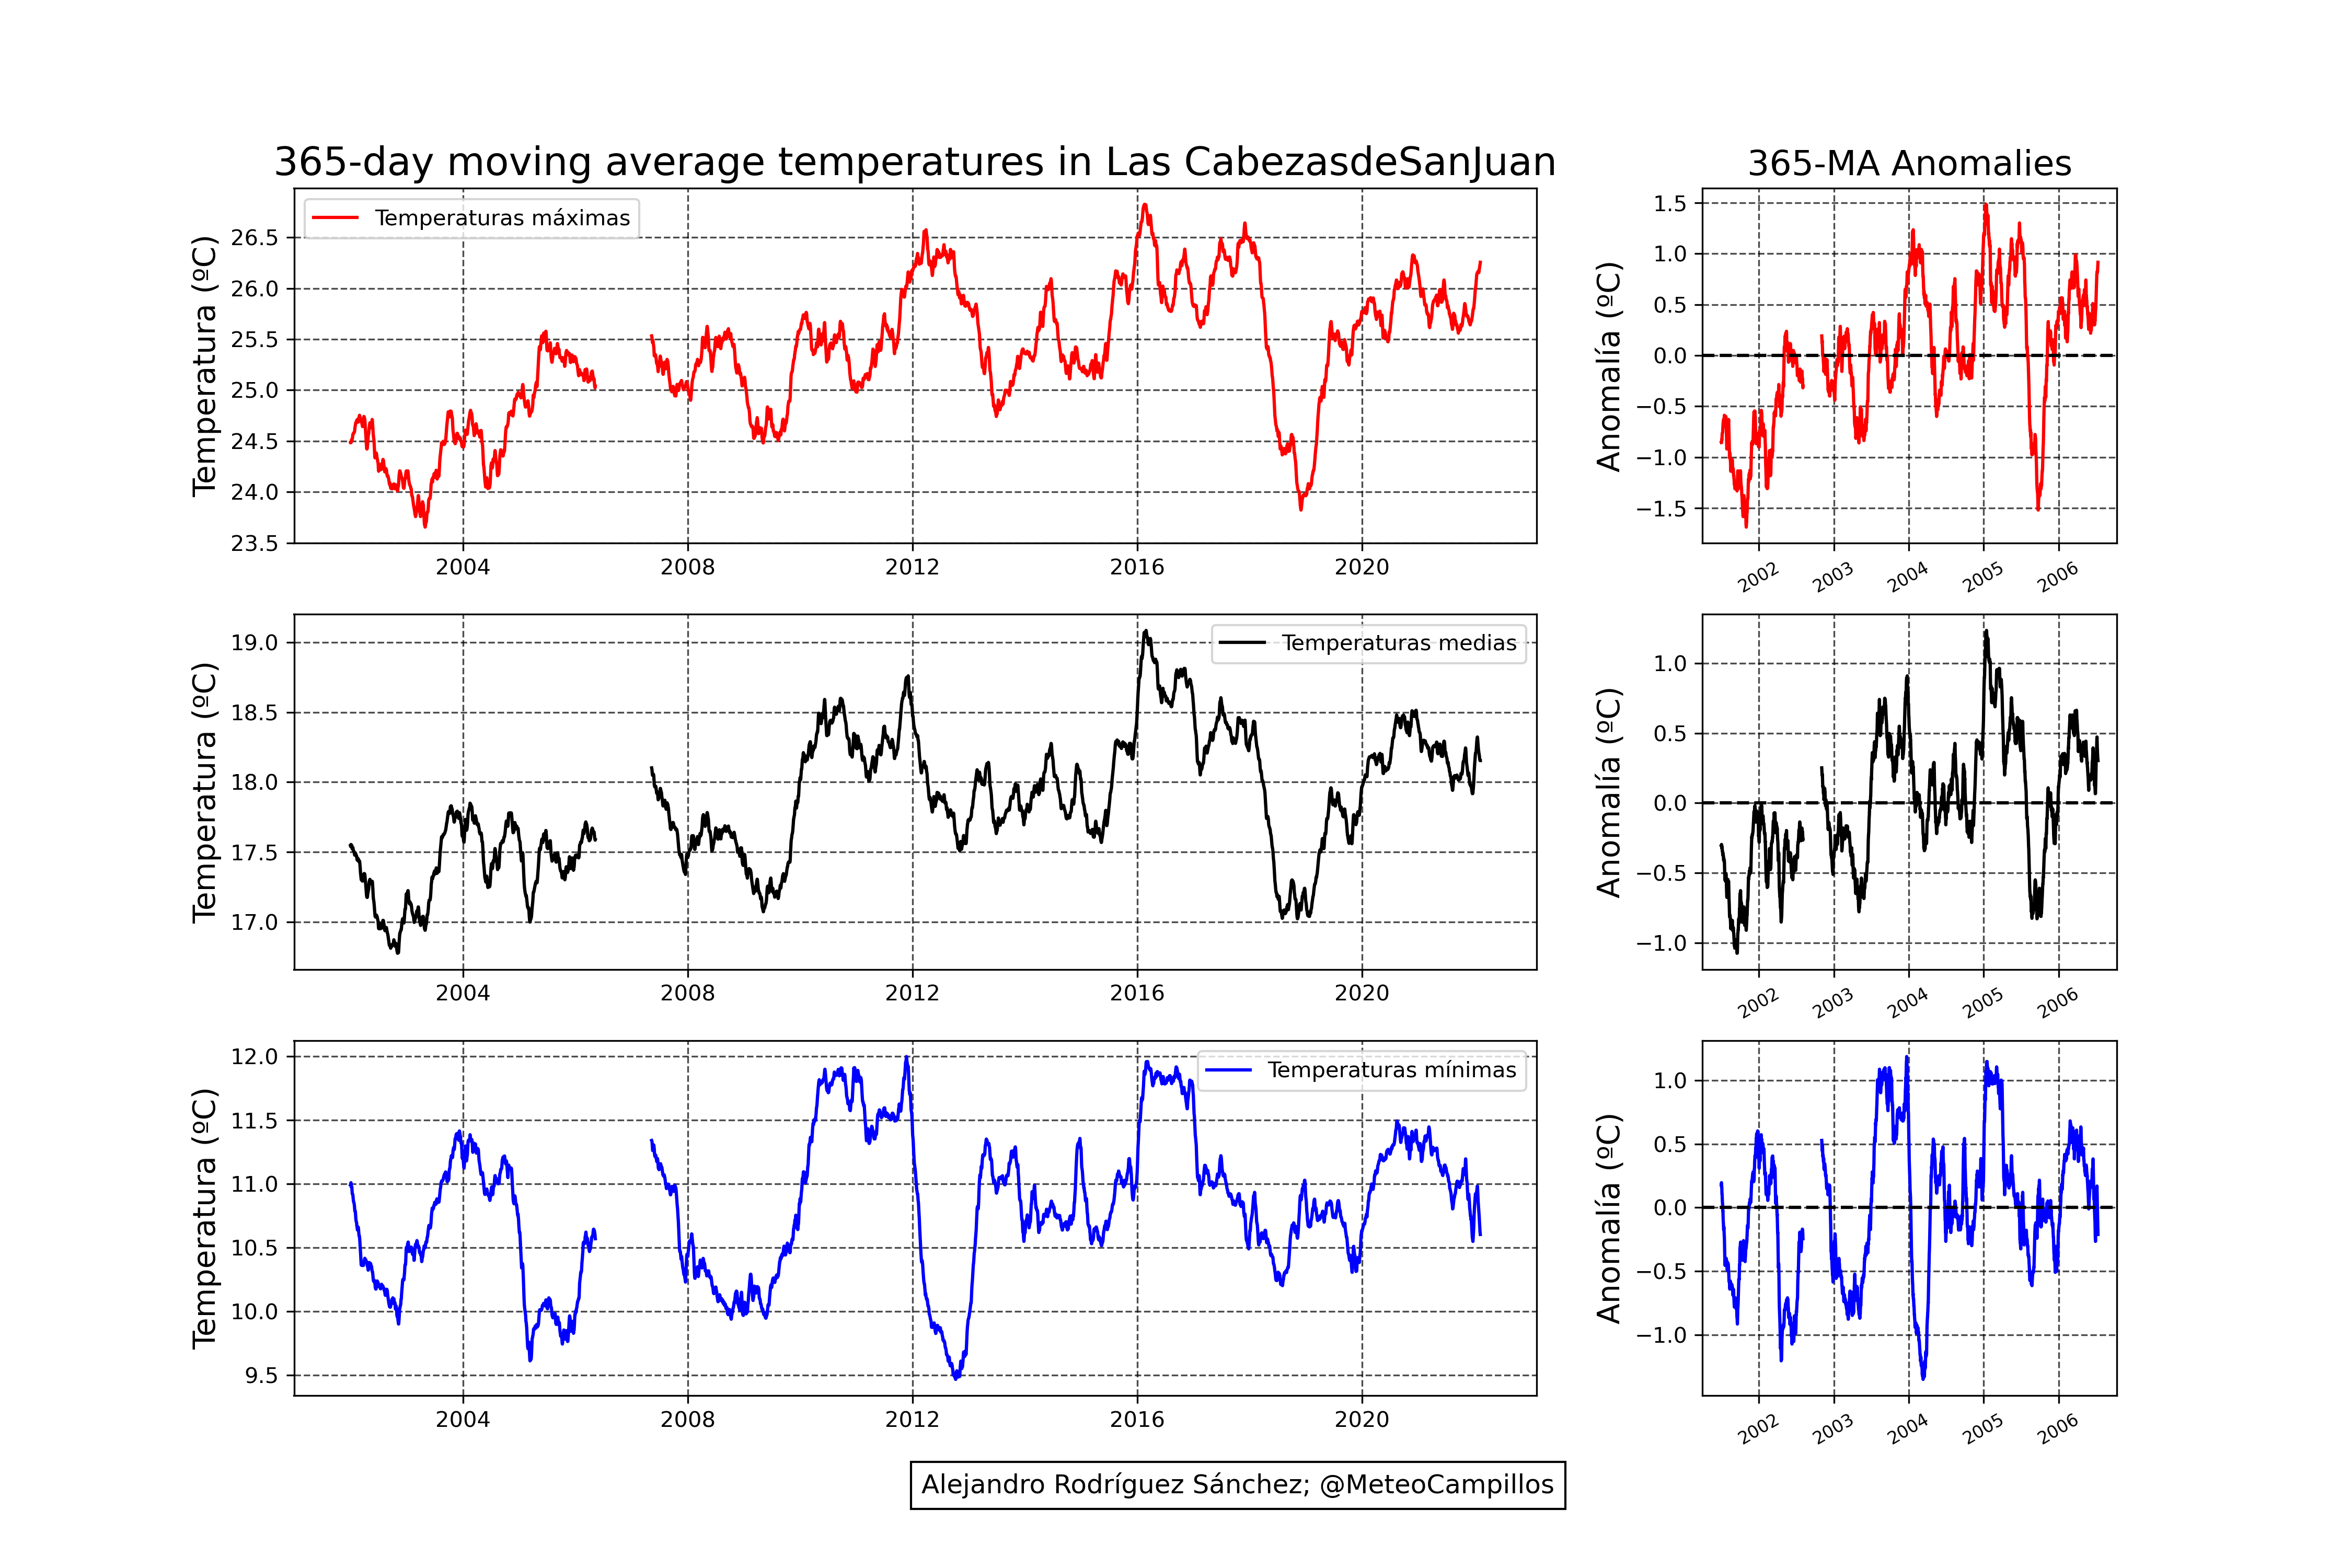 365-day moving average temperatures in Las CabezasdeSanJuan
Temperatura (ºC)
26.5
26.0
25.5
25.0
24.5
24.0
23.5
Temperaturas máximas
2004 2008 2012 2016 2020
365-MA Anomalies
Anomalía (ºC)
1.5
1.0
0.5
0.0
−0.5
−1.0
−1.5
2002 2003 2004 2005 2006
Temperatura (ºC)
19.0
18.5
18.0
17.5
17.0
Temperaturas medias
2004 2008 2012 2016 2020
Anomalía (ºC)
1.0
0.5
0.0
−0.5
−1.0
2002 2003 2004 2005 2006
Temperatura (ºC)
12.0
11.5
11.0
10.5
10.0
9.5
Temperaturas mínimas
2004 2008 2012 2016 2020
Anomalía (ºC)
1.0
0.5
0.0
−0.5
−1.0
2002 2003 2004 2005 2006
Alejandro Rodríguez Sánchez; @MeteoCampillos